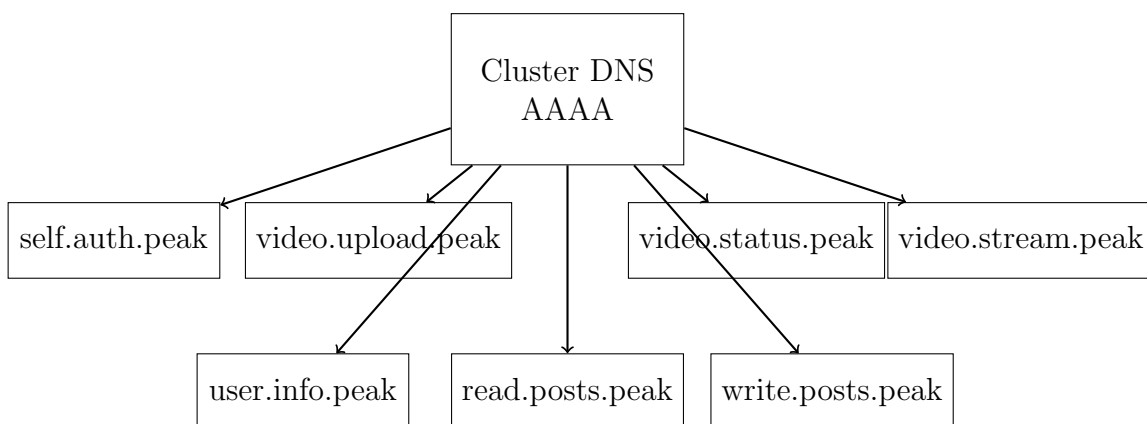 Cluster DNS
AAAA
self.auth.peak
video.upload.peak
video.status.peak
video.stream.peak
user.info.peak
read.posts.peak
write.posts.peak